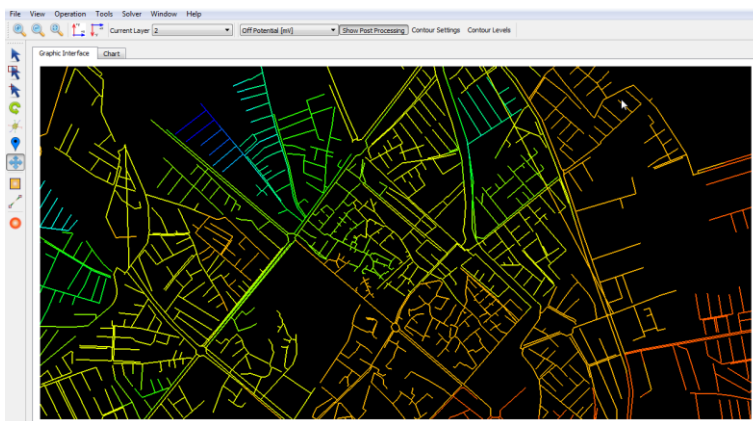 File View Operation Tools Solver Window Help
Current Layer 2 Off Potential [mV] Show Post Processing Contour Settings Contour Levels
Graphic Interface Chart